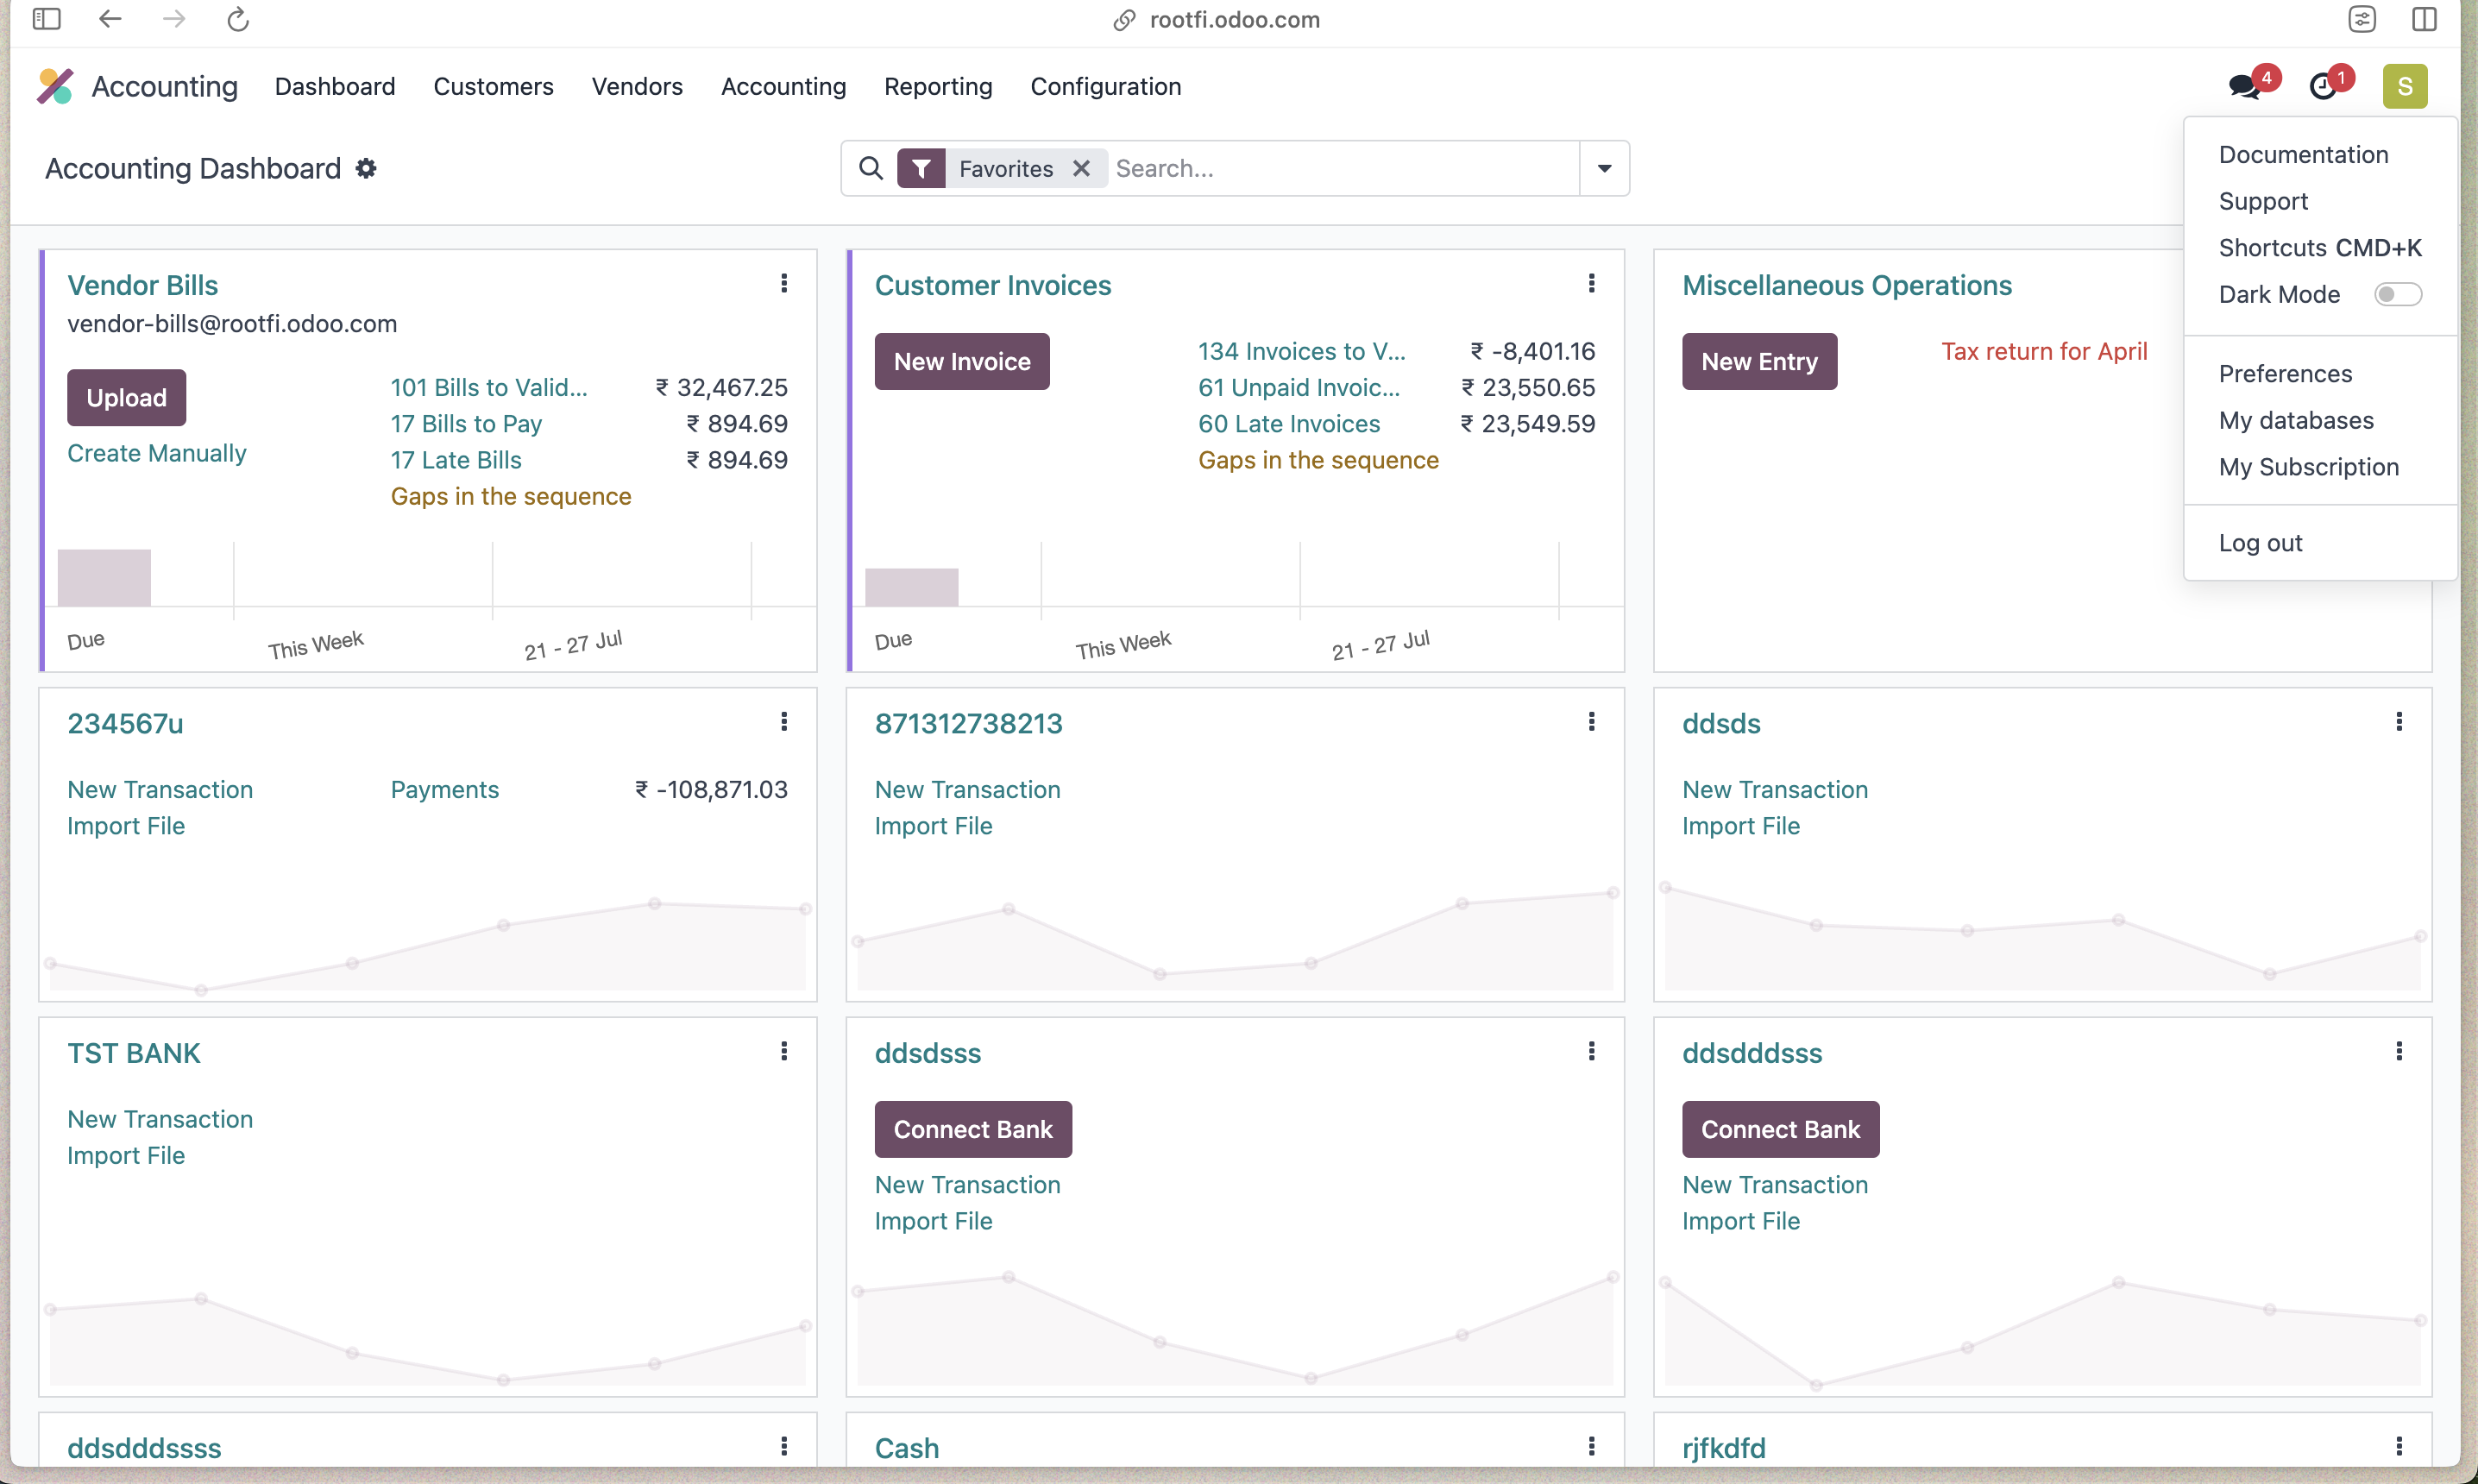 rootfi.odoo.com
Accounting Dashboard Customers Vendors Accounting Reporting Configuration 4 1 S
Accounting Dashboard Favorites Search...
Documentation
Support
Shortcuts CMD+K
Dark Mode
Preferences
My databases
My Subscription
Log out
Vendor Bills
vendor-bills@rootfi.odoo.com
Upload
Create Manually
101 Bills to Valid... ₹ 32,467.25
17 Bills to Pay ₹ 894.69
17 Late Bills ₹ 894.69
Gaps in the sequence
Due This Week 21 - 27 Jul
Customer Invoices
New Invoice
134 Invoices to V... ₹ -8,401.16
61 Unpaid Invoic... ₹ 23,550.65
60 Late Invoices ₹ 23,549.59
Gaps in the sequence
Due This Week 21 - 27 Jul
Miscellaneous Operations
New Entry
Tax return for April
234567u
New Transaction Payments ₹ -108,871.03
Import File
871312738213
New Transaction
Import File
ddsds
New Transaction
Import File
TST BANK
New Transaction
Import File
ddsdsss
Connect Bank
New Transaction
Import File
ddsdddsss
Connect Bank
New Transaction
Import File
ddsdddssss
Cash
rjfkdfd